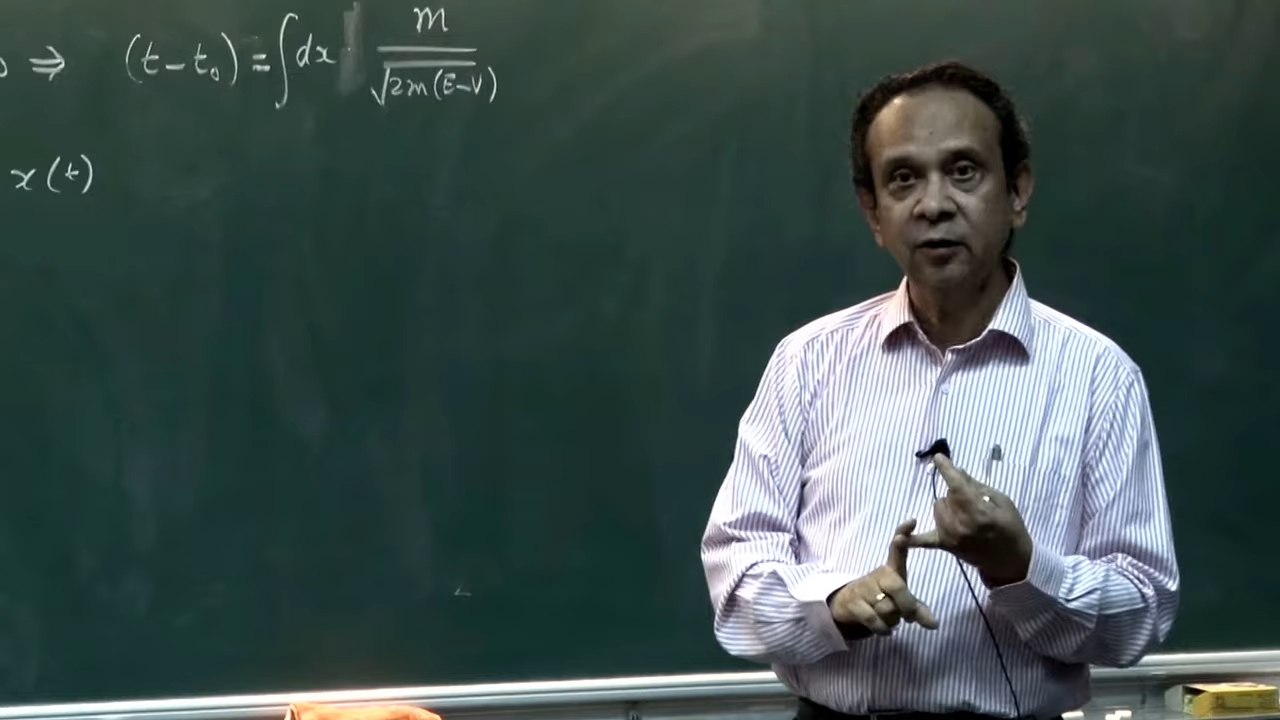 ⇒ (t - t₀) = ∫dx m/√2m(E-V)
x(t)